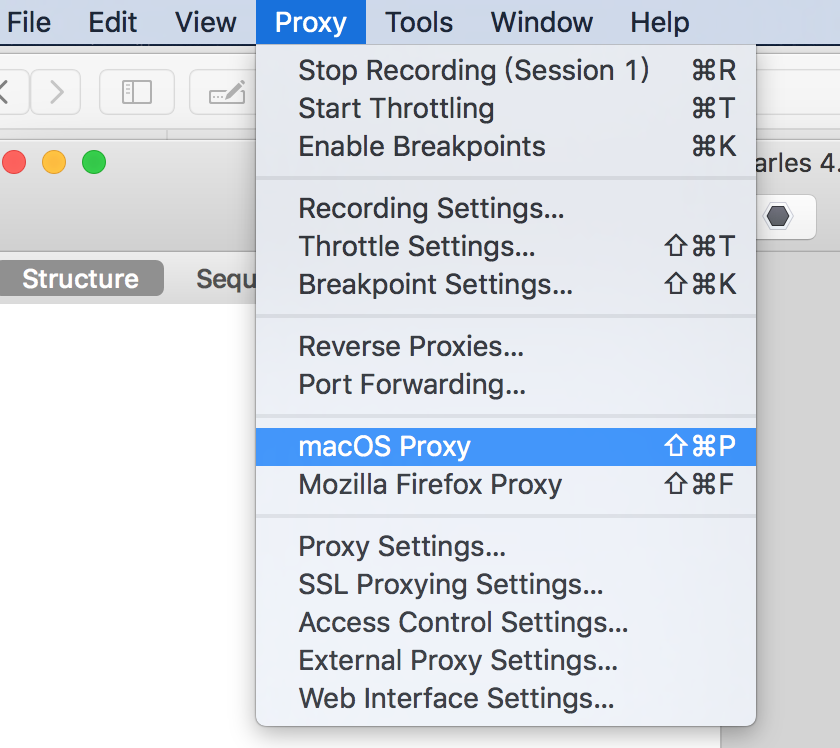 File Edit View Proxy Tools Window Help
Stop Recording (Session 1) ⌘R
Start Throttling ⌘T
Enable Breakpoints ⌘K
arles 4.
Recording Settings...
Throttle Settings... ⇧⌘T
Structure Sequ
Breakpoint Settings... ⇧⌘K
Reverse Proxies...
Port Forwarding...
macOS Proxy ⇧⌘P
Mozilla Firefox Proxy ⇧⌘F
Proxy Settings...
SSL Proxying Settings...
Access Control Settings...
External Proxy Settings...
Web Interface Settings...